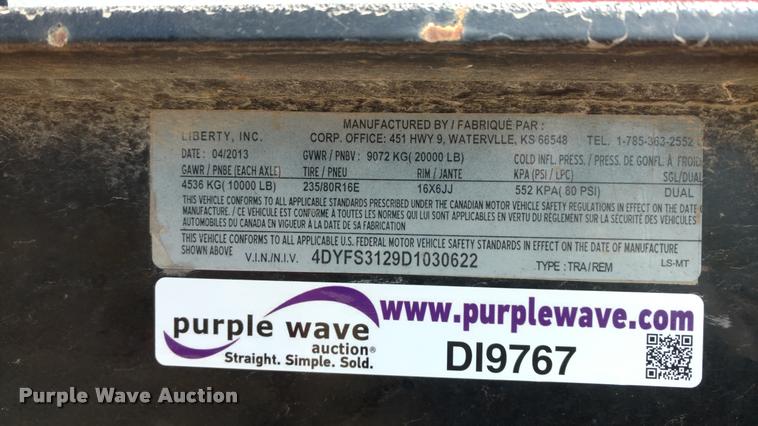 MANUFACTURED BY / FABRIQUÉ PAR :
LIBERTY, INC. CORP. OFFICE: 451 HWY 9, WATERVLLE, KS 66548 TEL. 1-785-363-2552
DATE : 04/2013 GVWR / PNBV : 9072 KG( 20000 LB) COLD INFL. PRESS. / PRESS. DE GONFL. À FROID
GAWR / PNBE (EACH AXLE) TIRE / PNEU RIM / JANTE KPA (PSI / LPC) SGL/DUAL
4536 KG( 10000 LB) 235/80R16E 16X6JJ 552 KPA( 80 PSI) DUAL
THIS VEHICLE CONFORMS TO ALL APPLICABLE STANDARDS PRESCRIBED UNDER THE CANADIAN MOTOR VEHICLE SAFETY REGULATIONS IN EFFECT ON THE DATE
MANUFACTURE. / CE VÉHICULE EST CONFORME À TOUTES LES NORMES QUI LUI SONT APPLICABLES EN VERTU DU RÈGLEMENT SUR LA SÉCURITÉ DES VÉHICULES
AUTOMOBILES DU CANADA EN VIGUEUR À LA DATE DE SA FABRICATION
THIS VEHICLE CONFORMS TO ALL APPLICABLE U.S. FEDERAL MOTOR VEHICLE SAFETY STANDARDS IN EFFECT ON DATE OF MANUFACTURE
SHOWN ABOVE V.I.N./N.I.V. 4DYFS3129D1030622 TYPE : TRA/REM LS-MT
www.purplewave.com
purple wave
auction®
Straight. Simple. Sold.
DI9767
Purple Wave Auction